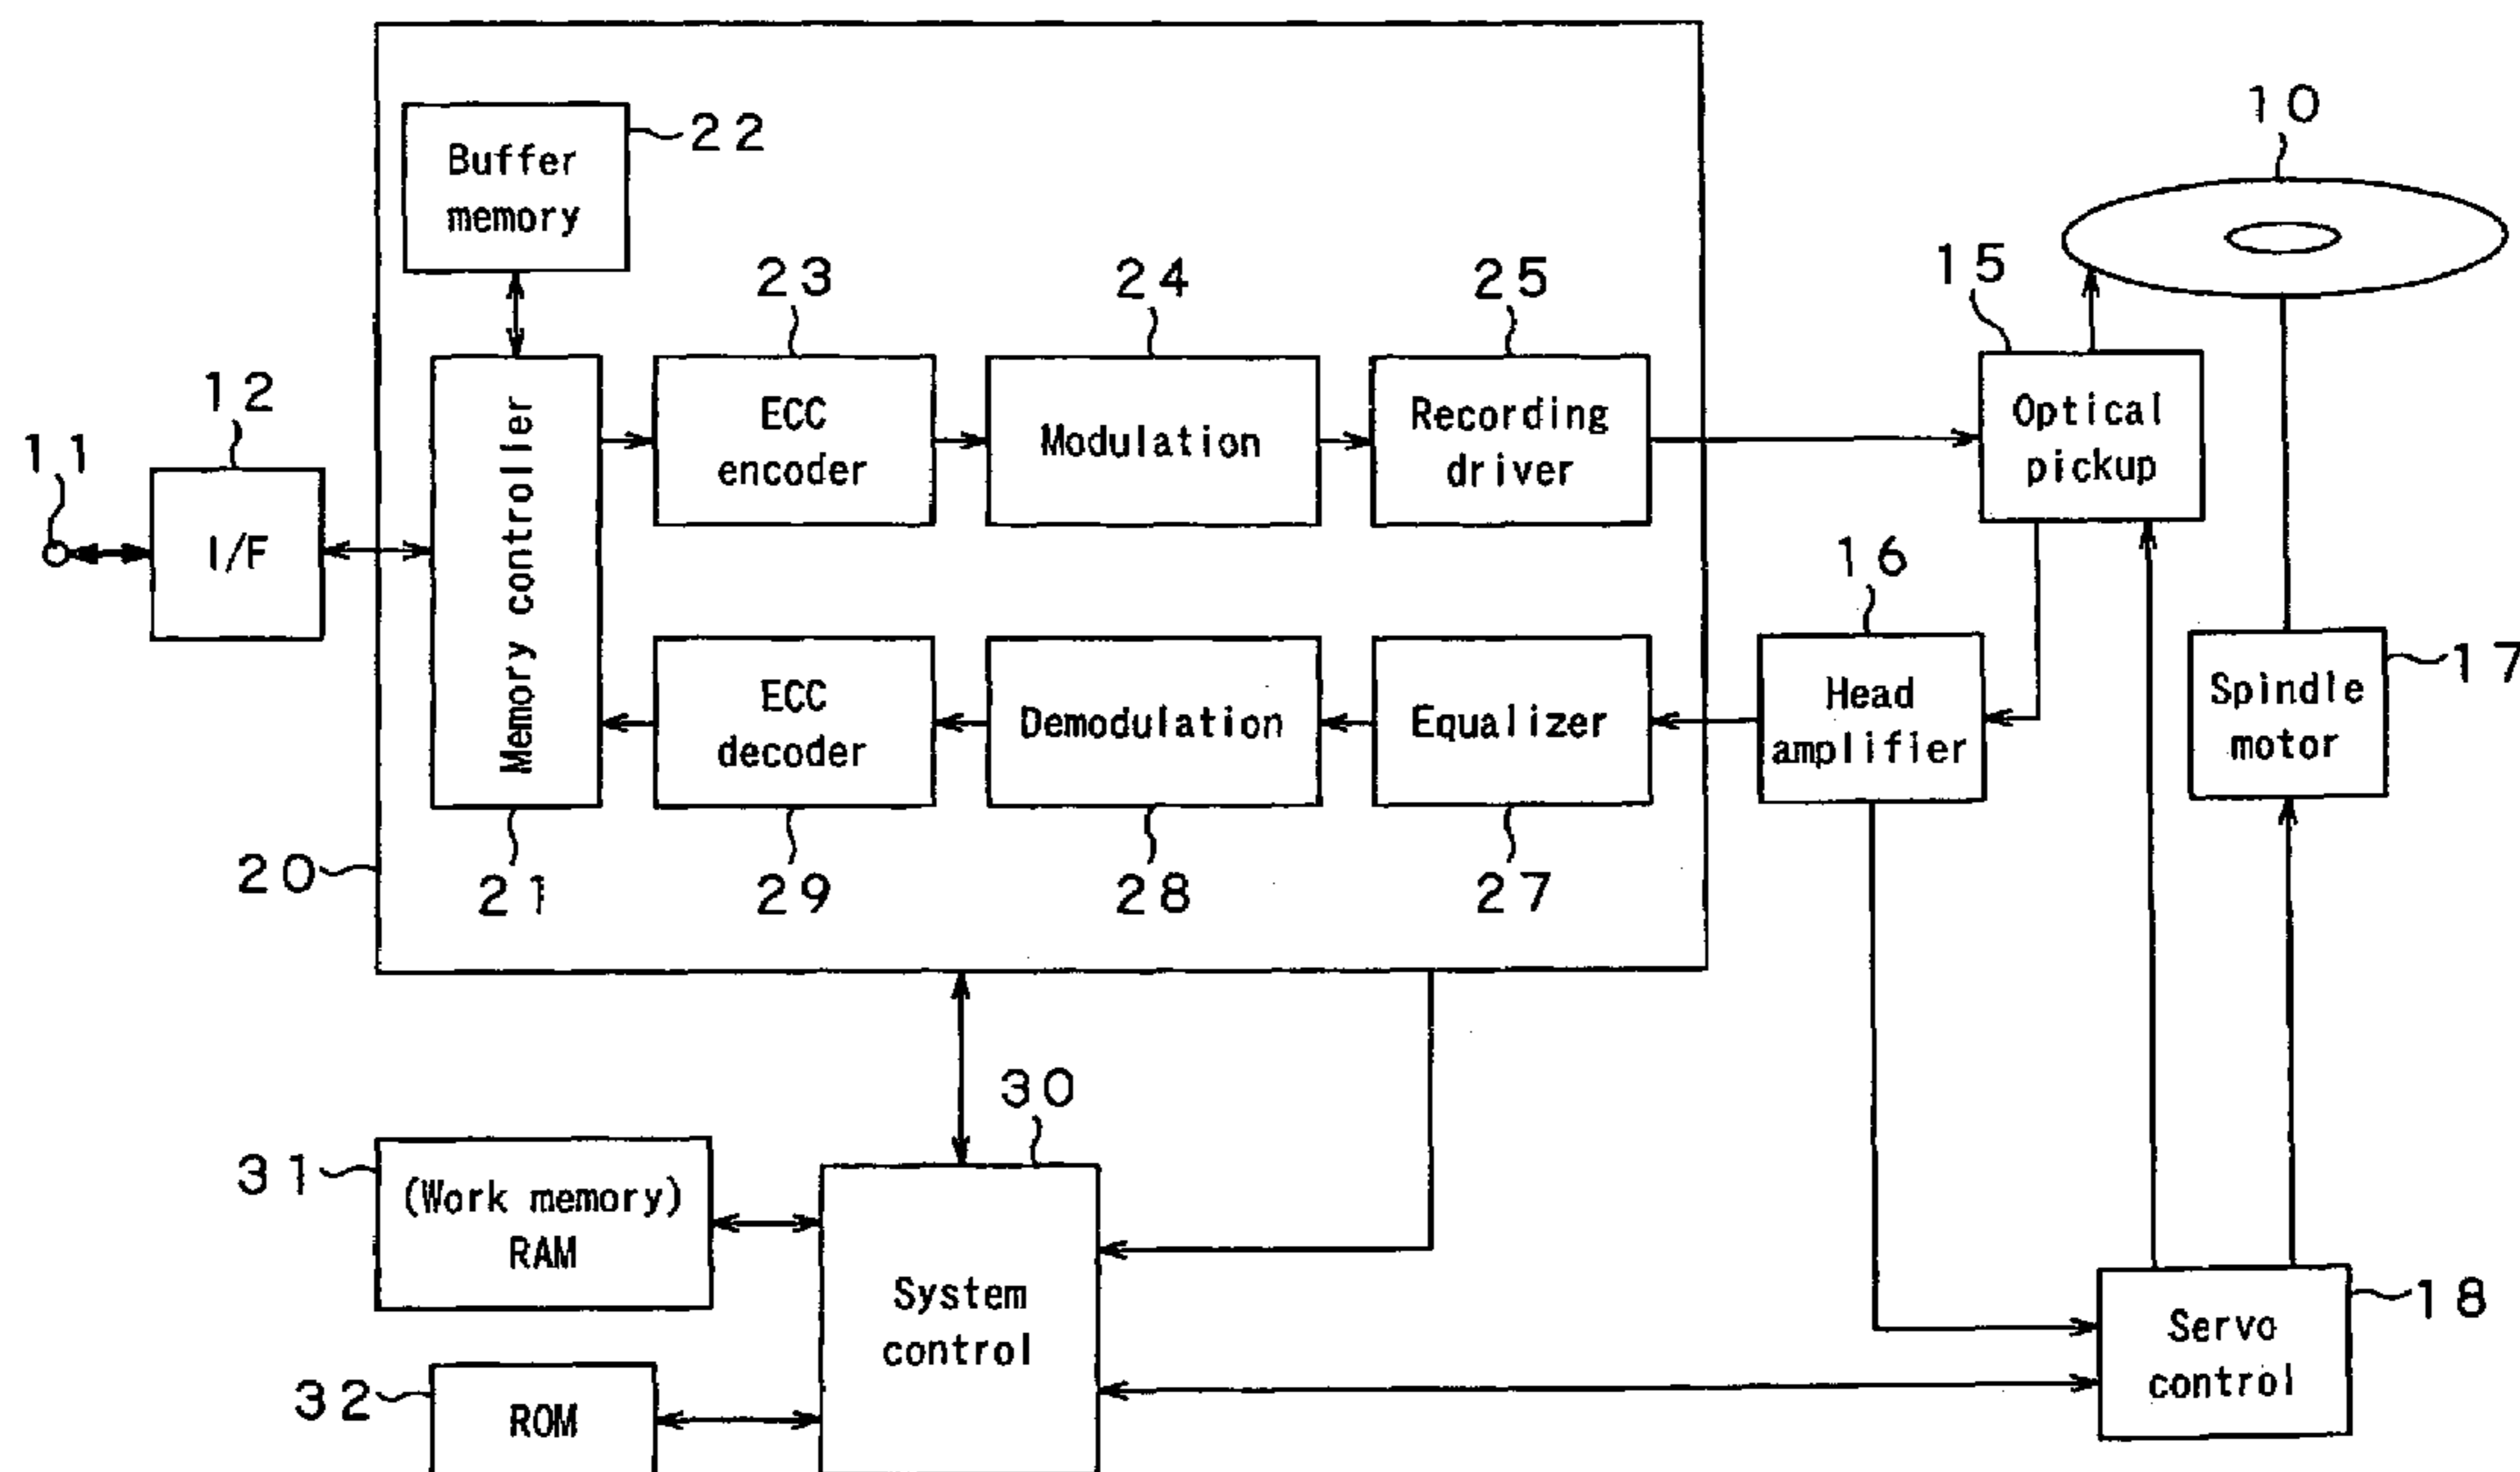 10
22
Buffer
memory
23
24
25
15
12
11
I/F
Memory controller
ECC
encoder
Modulation
Recording
driver
Optical
pickup
16
17
ECC
decoder
Demodulation
Equalizer
Head
amplifier
Spindle
motor
20
21
29
28
27
30
31
(Work memory)
RAM
System
control
18
Servo
control
32
ROM